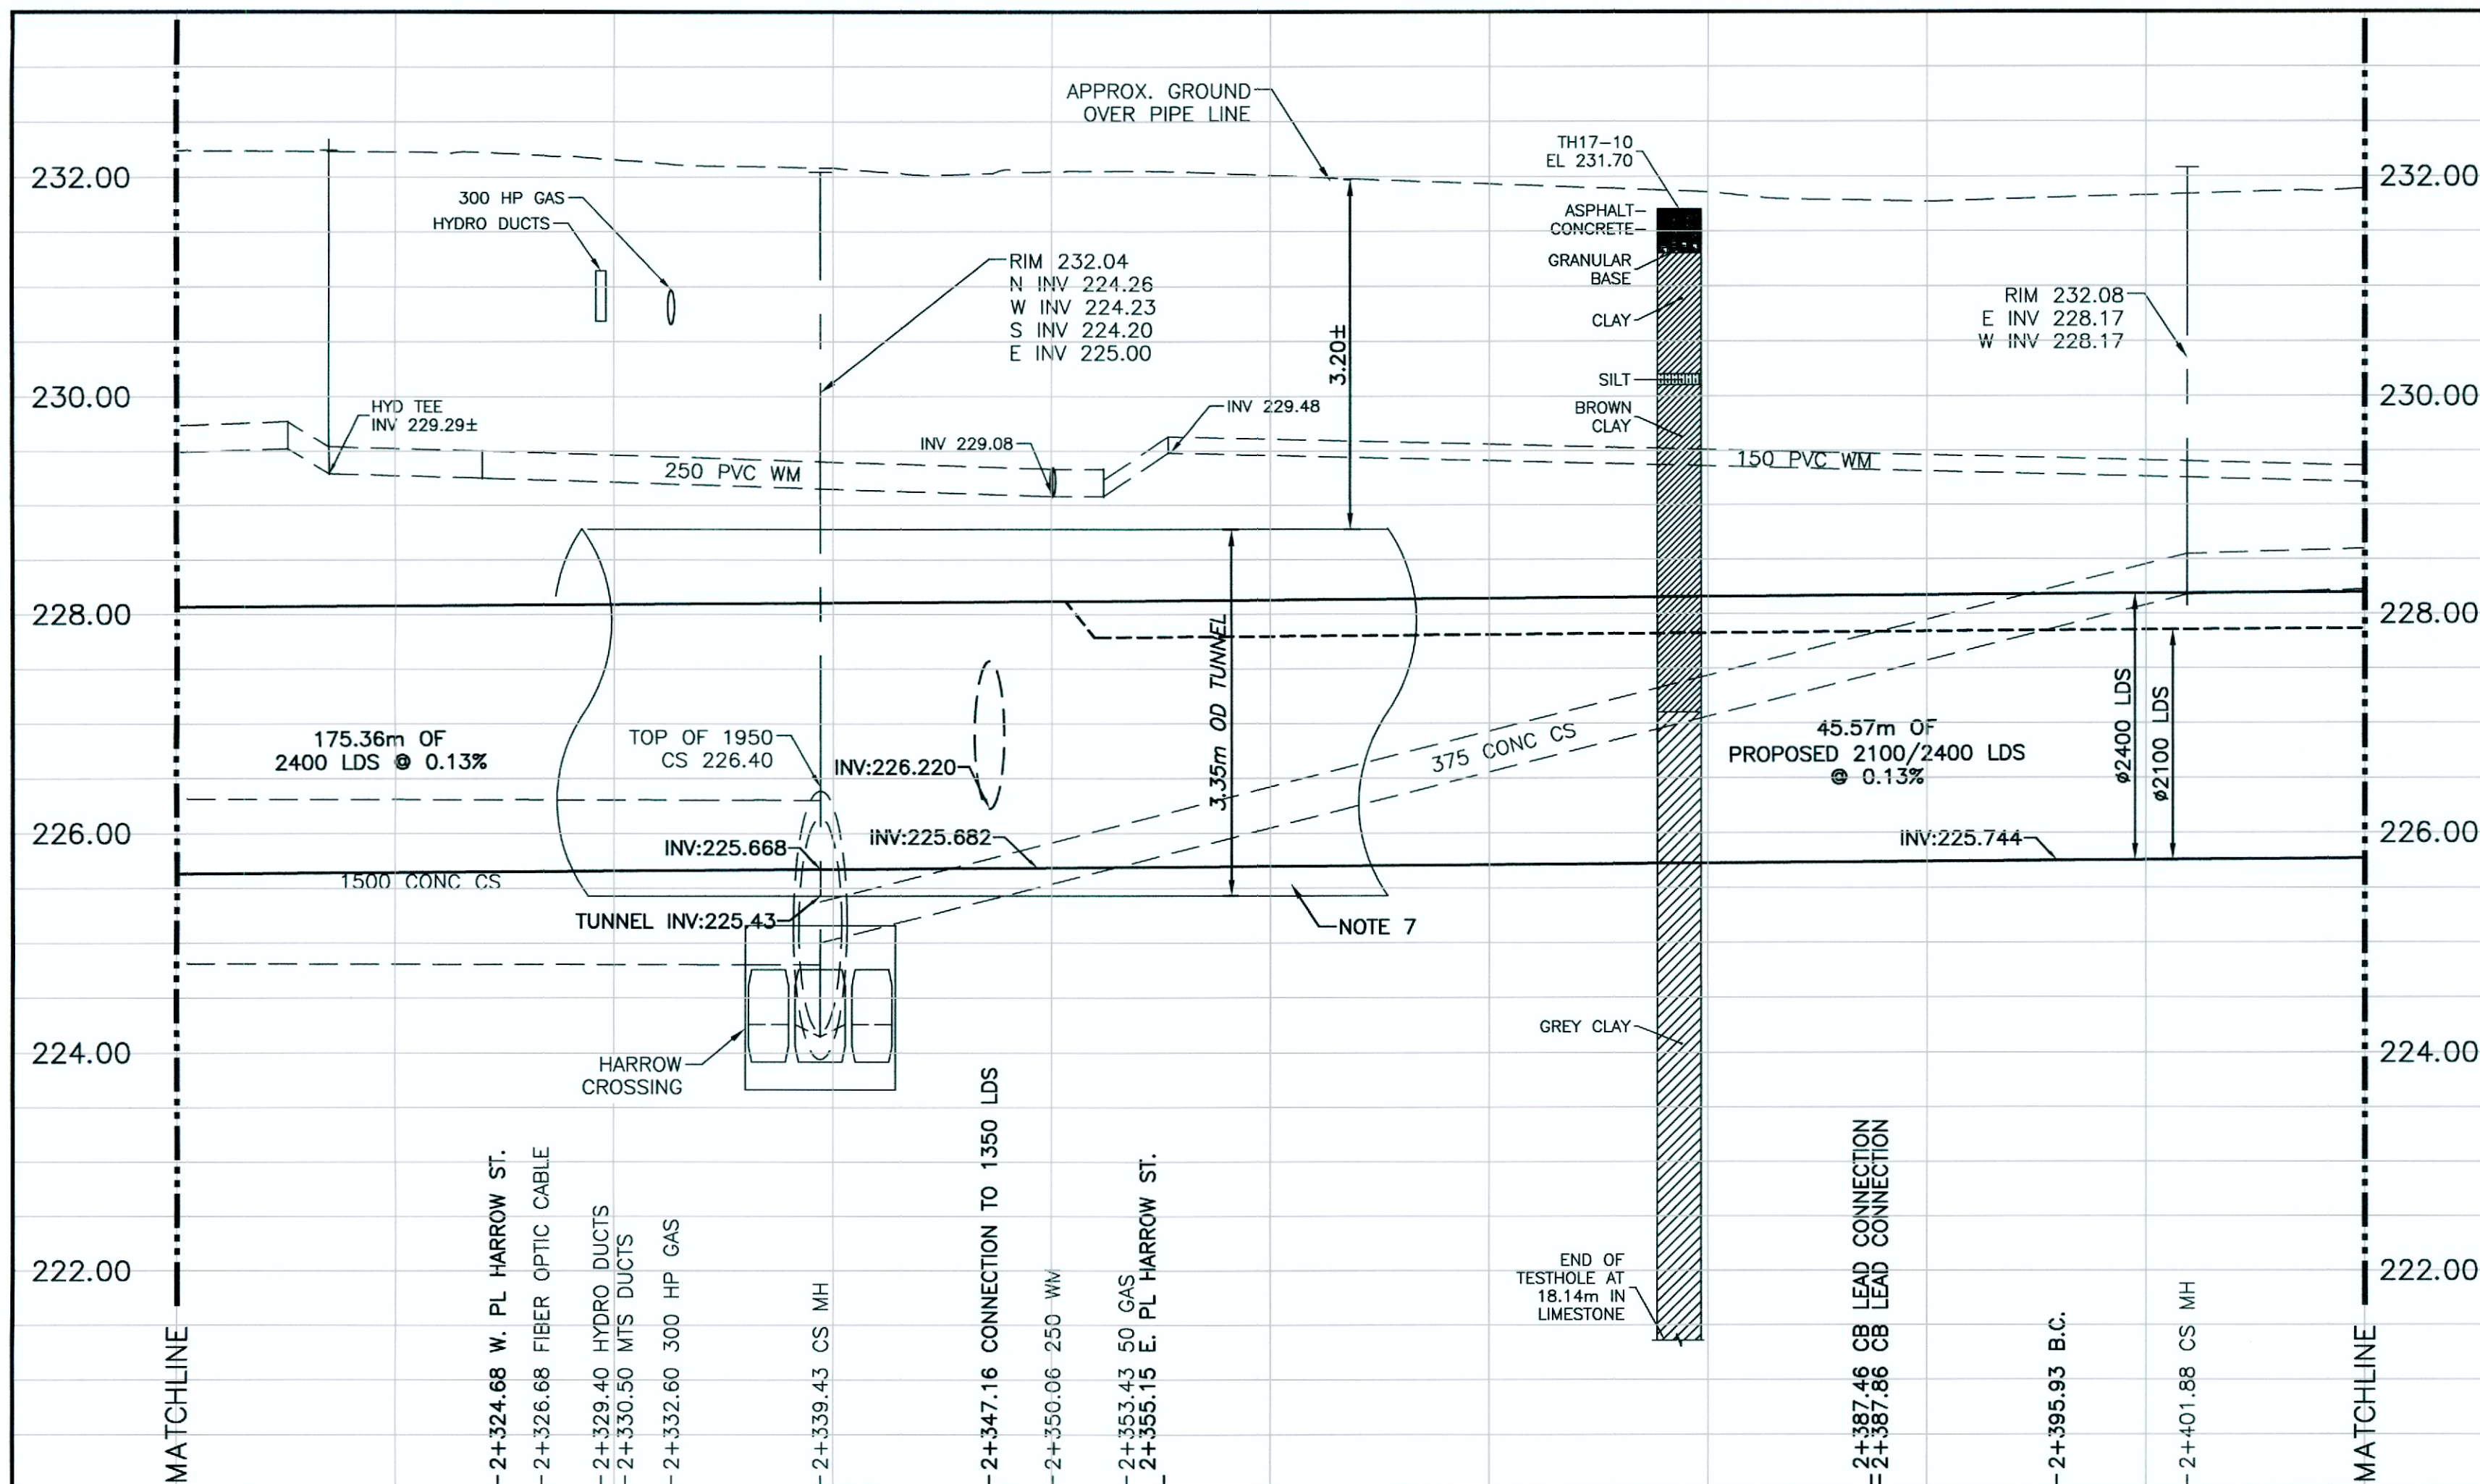 APPROX. GROUND
OVER PIPE LINE
TH17-10
EL 231.70
232.00
232.00
300 HP GAS
HYDRO DUCTS
ASPHALT
CONCRETE
GRANULAR
BASE
CLAY
RIM 232.04
N INV 224.26
W INV 224.23
S INV 224.20
E INV 225.00
RIM 232.08
E INV 228.17
W INV 228.17
3.20±
SILT
230.00
230.00
HYD TEE
INV 229.29±
INV 229.48
BROWN
CLAY
INV 229.08
250 PVC WM
150 PVC WM
228.00
228.00
3.35m OD TUNNEL
ø2400 LDS
ø2100 LDS
175.36m OF
2400 LDS @ 0.13%
TOP OF 1950
CS 226.40
INV:226.220
375 CONC CS
45.57m OF
PROPOSED 2100/2400 LDS
@ 0.13%
226.00
226.00
INV:225.668
INV:225.682
INV:225.744
1500 CONC CS
TUNNEL INV:225.43
NOTE 7
224.00
224.00
HARROW
CROSSING
GREY CLAY
222.00
222.00
END OF
TESTHOLE AT
18.14m IN
LIMESTONE
MATCHLINE
2+324.68 W. PL HARROW ST.
2+326.68 FIBER OPTIC CABLE
2+329.40 HYDRO DUCTS
2+330.50 MTS DUCTS
2+332.60 300 HP GAS
2+339.43 CS MH
2+347.16 CONNECTION TO 1350 LDS
2+350.06 250 WM
2+353.43 50 GAS
2+355.15 E. PL HARROW ST.
2+387.46 CB LEAD CONNECTION
2+387.86 CB LEAD CONNECTION
2+395.93 B.C.
2+401.88 CS MH
MATCHLINE